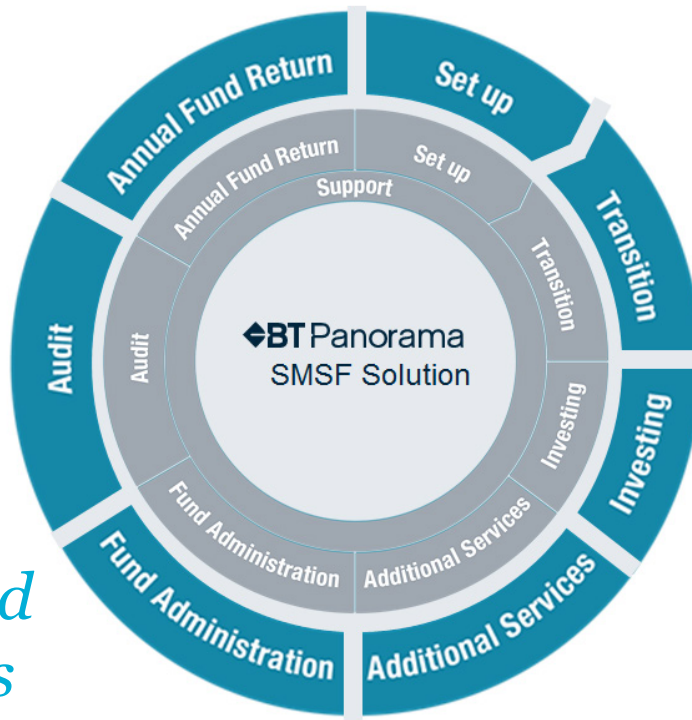 Set up
Transition
Investing
Additional Services
Fund Administration
Audit
Annual Fund Return
Set up
Transition
Investing
Additional Services
Fund Administration
Audit
Annual Fund Return
Support
BT Panorama
SMSF Solution